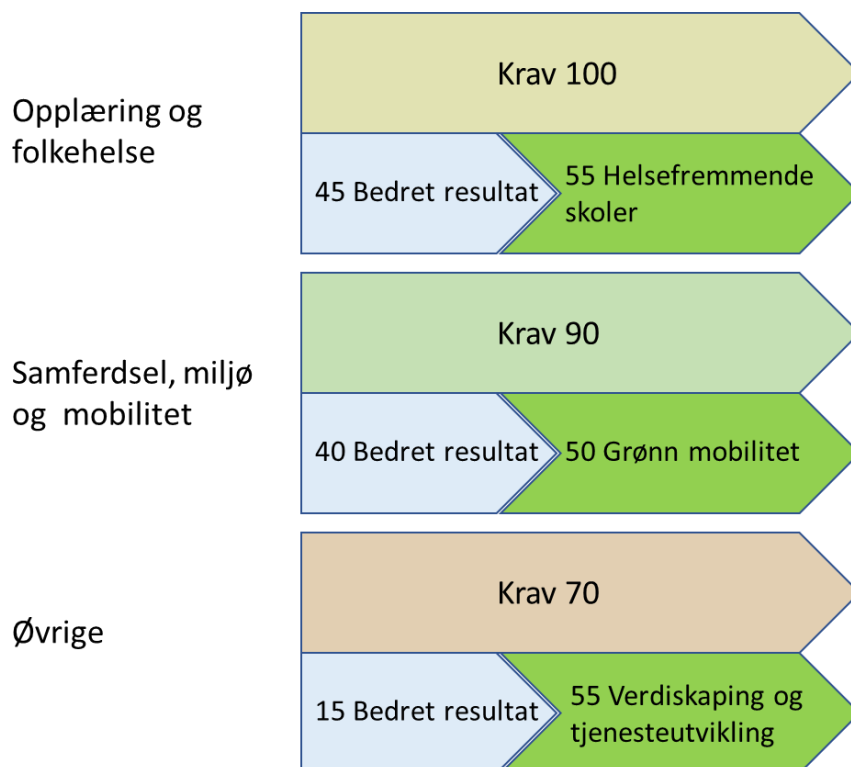 Opplæring og
folkehelse
Krav 100
45 Bedret resultat
55 Helsefremmende
skoler
Samferdsel, miljø
og mobilitet
Krav 90
40 Bedret resultat
50 Grønn mobilitet
Øvrige
Krav 70
15 Bedret resultat
55 Verdiskaping og
tjenesteutvikling